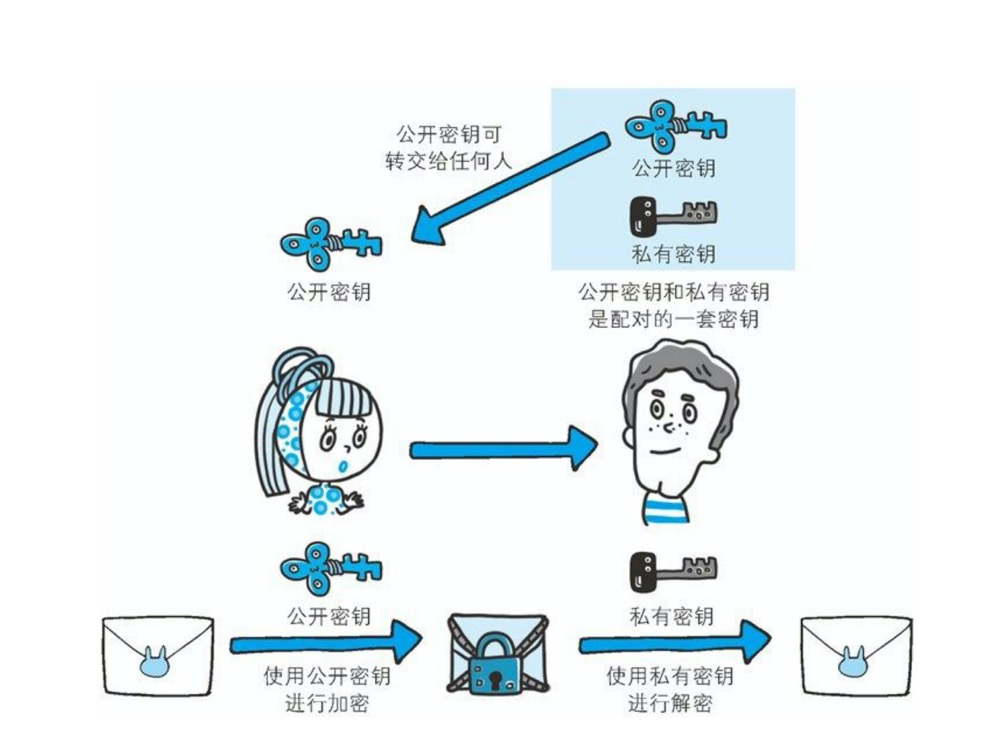 公开密钥可
转交给任何人
公开密钥
私有密钥
公开密钥
公开密钥和私有密钥
是配对的一套密钥
公开密钥
私有密钥
使用公开密钥
进行加密
使用私有密钥
进行解密